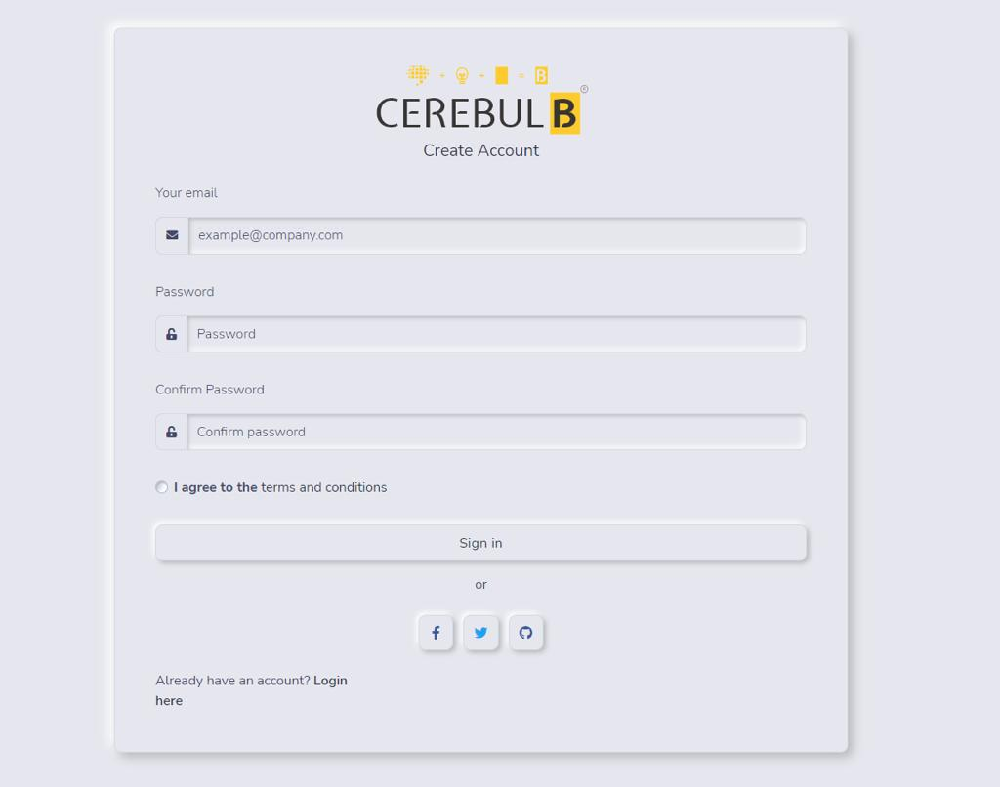 + + = B
CEREBUL B ®
Create Account
Your email
example@company.com
Password
Password
Confirm Password
Confirm password
I agree to the terms and conditions
Sign in
or
Already have an account? Login
here